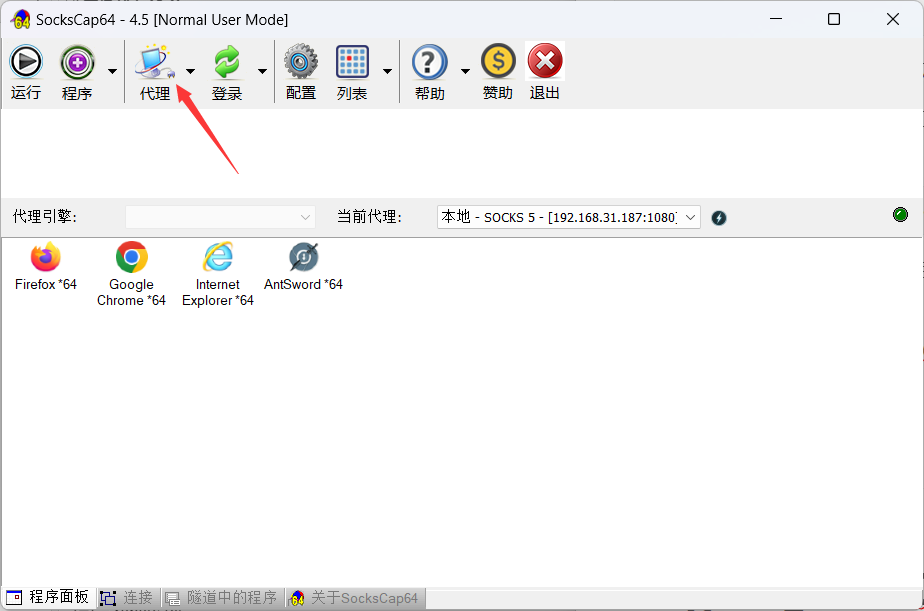 SocksCap64 - 4.5 [Normal User Mode]
运行 程序 代理 登录 配置 列表 帮助 赞助 退出
代理引擎: 当前代理: 本地 - SOCKS 5 - [192.168.31.187:1080]
Firefox *64
Google Chrome *64
Internet Explorer *64
AntSword *64
程序面板 连接 隧道中的程序 关于SocksCap64